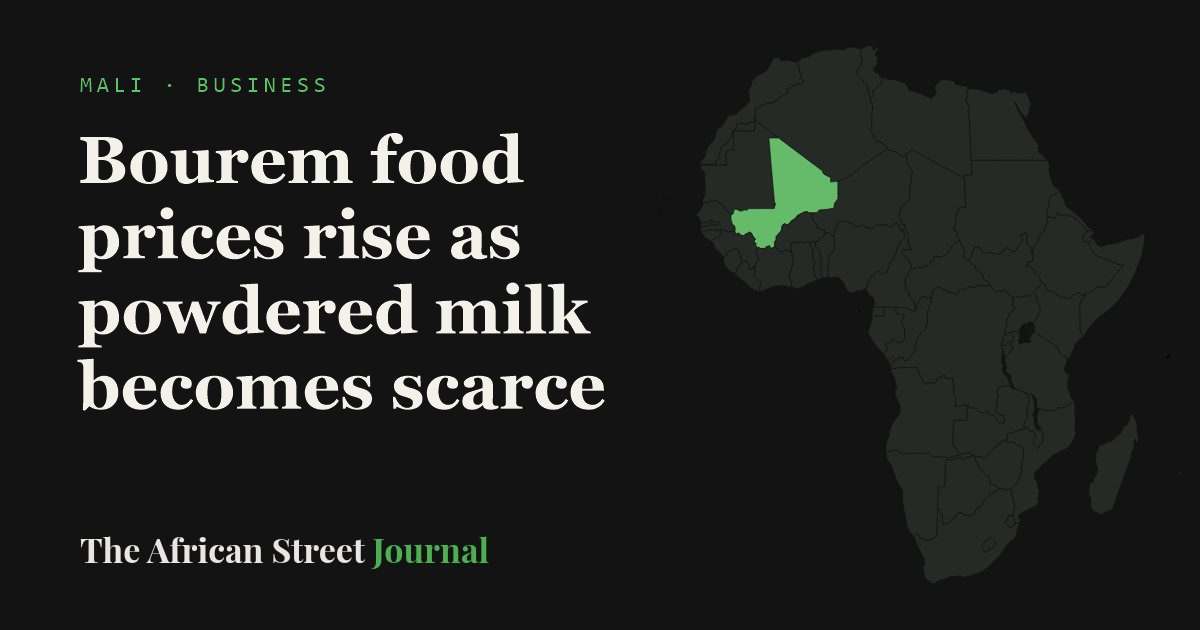 MALI · BUSINESS
Bourem food
prices rise as
powdered milk
becomes scarce
The African Street Journal